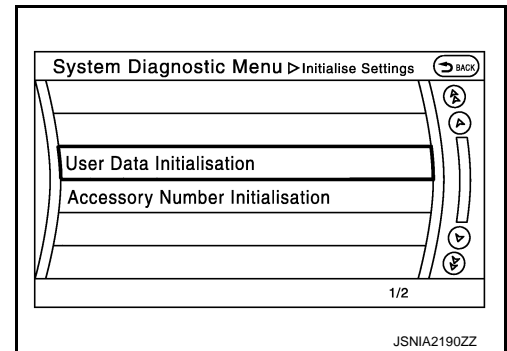 System Diagnostic Menu ▷ Initialise Settings BACK
User Data Initialisation
Accessory Number Initialisation
1/2
JSNIA2190ZZ